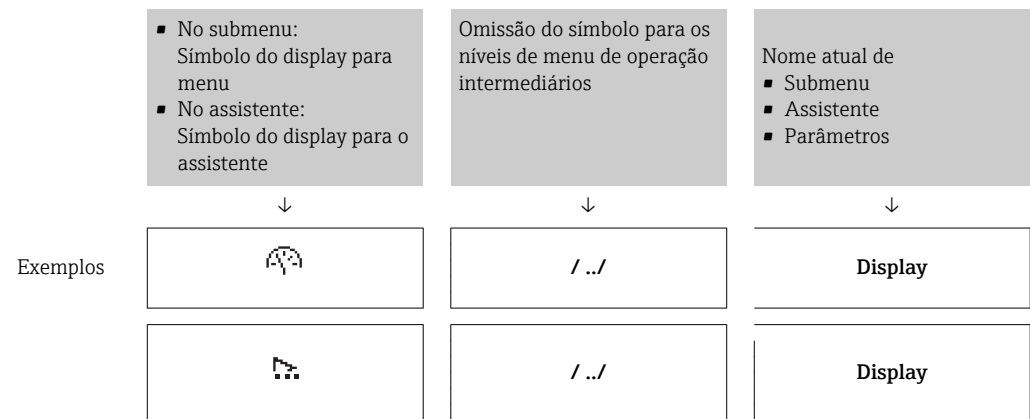 ▪ No submenu:
Símbolo do display para
menu
▪ No assistente:
Símbolo do display para o
assistente
Omissão do símbolo para os
níveis de menu de operação
intermediários
Nome atual de
▪ Submenu
▪ Assistente
▪ Parâmetros
↓ ↓ ↓
Exemplos / ../ Display
/ ../ Display